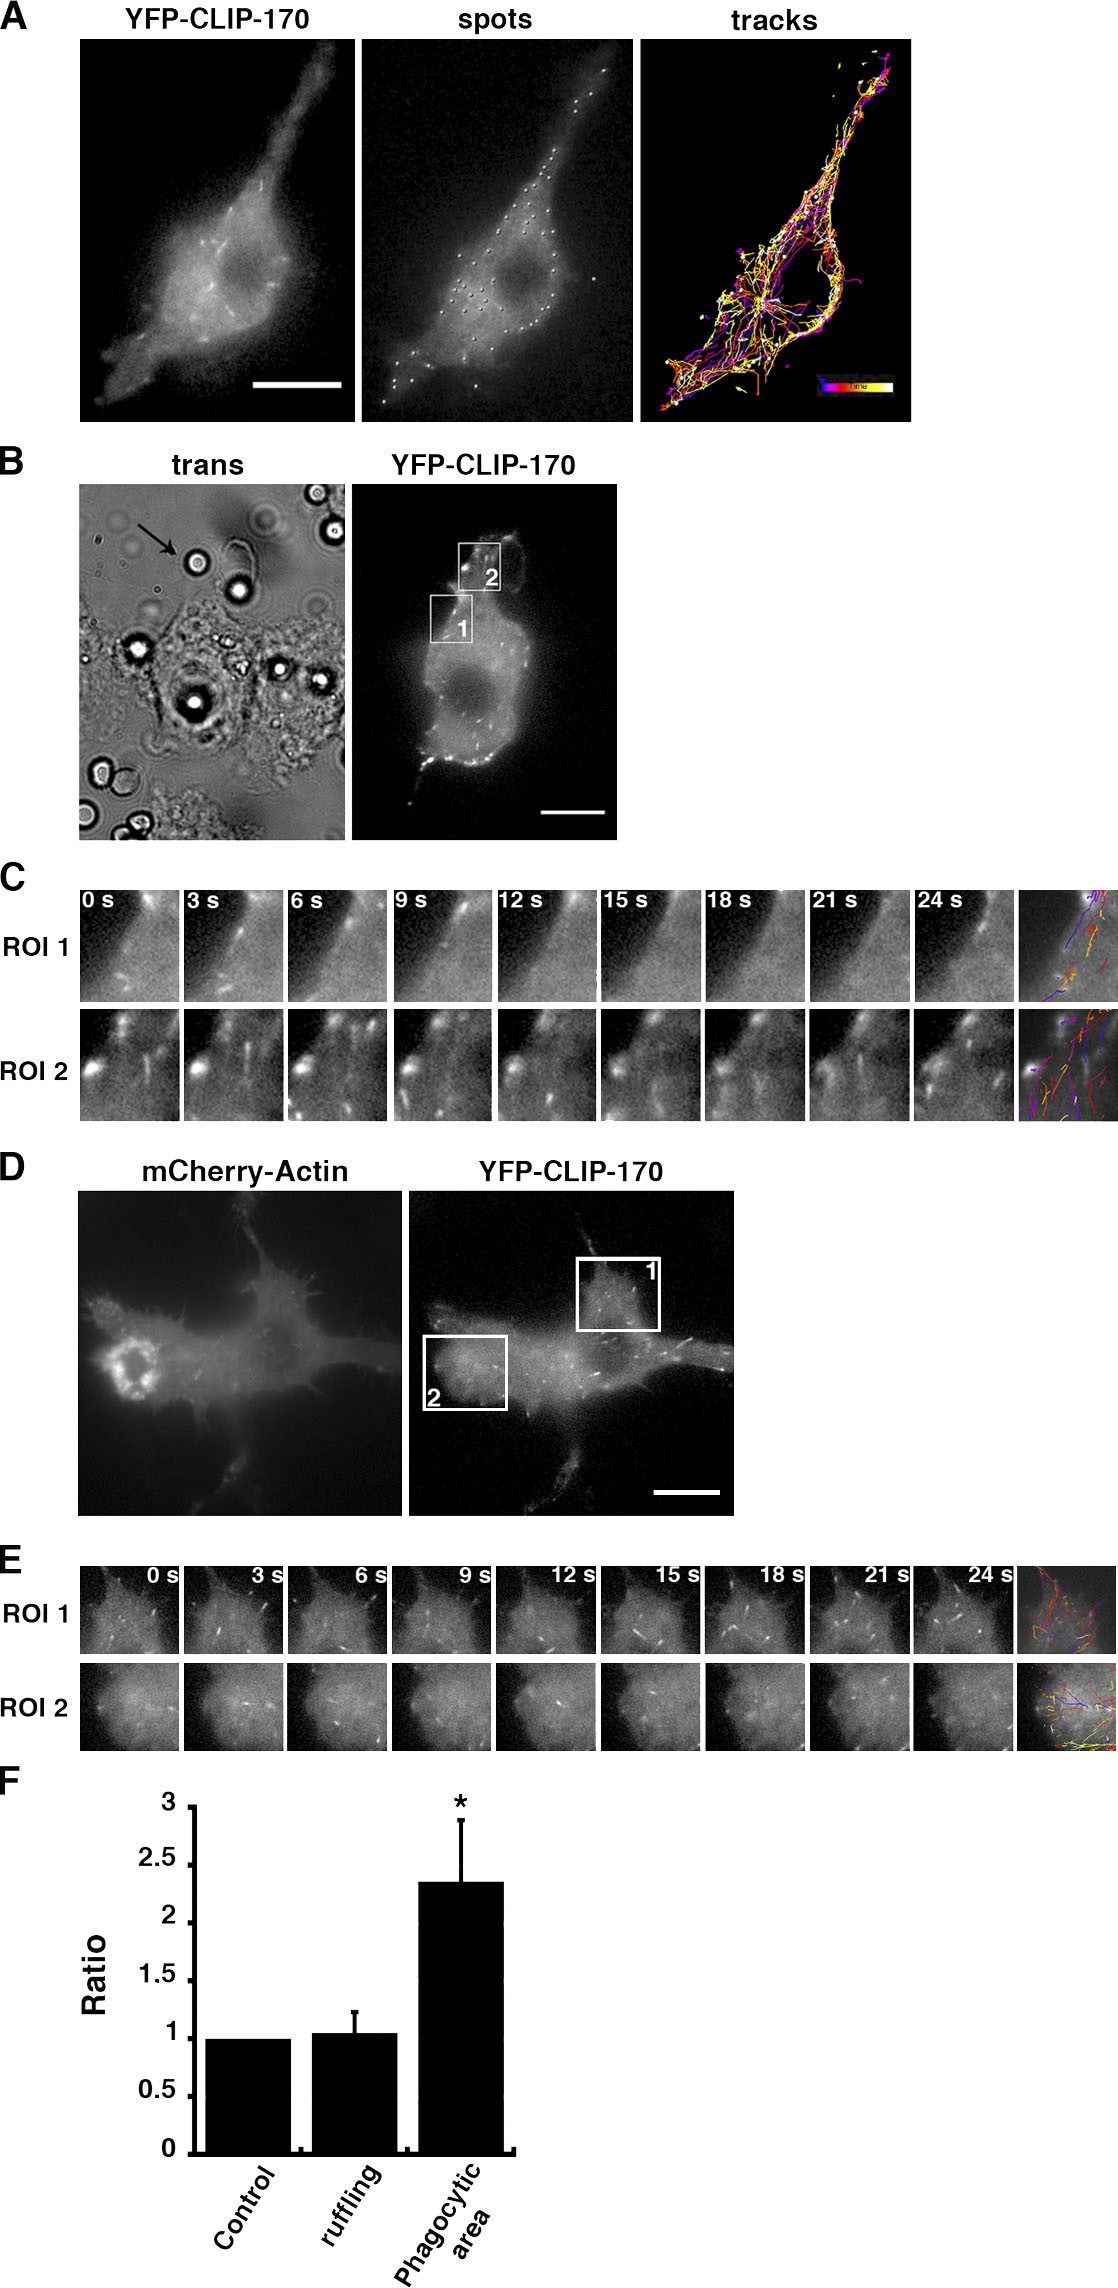 A
YFP-CLIP-170 spots tracks
Time
B
trans YFP-CLIP-170
2
1
C
0 s 3 s 6 s 9 s 12 s 15 s 18 s 21 s 24 s
ROI 1
ROI 2
D
mCherry-Actin YFP-CLIP-170
1
2
E
0 s 3 s 6 s 9 s 12 s 15 s 18 s 21 s 24 s
ROI 1
ROI 2
F
*
3
2.5
2
1.5
1
0.5
0
Ratio
Control
ruffling
Phagocytic
area